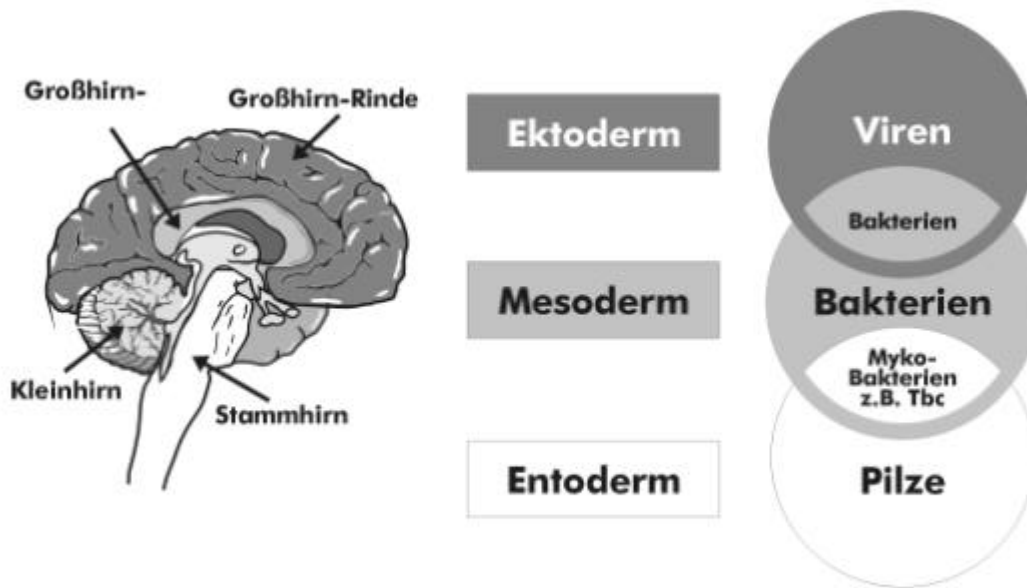 Großhirn-
Großhirn-Rinde
Kleinhirn
Stammhirn
Ektoderm
Mesoderm
Entoderm
Viren
Bakterien
Bakterien
Myko-
Bakterien
z.B. Tbc
Pilze